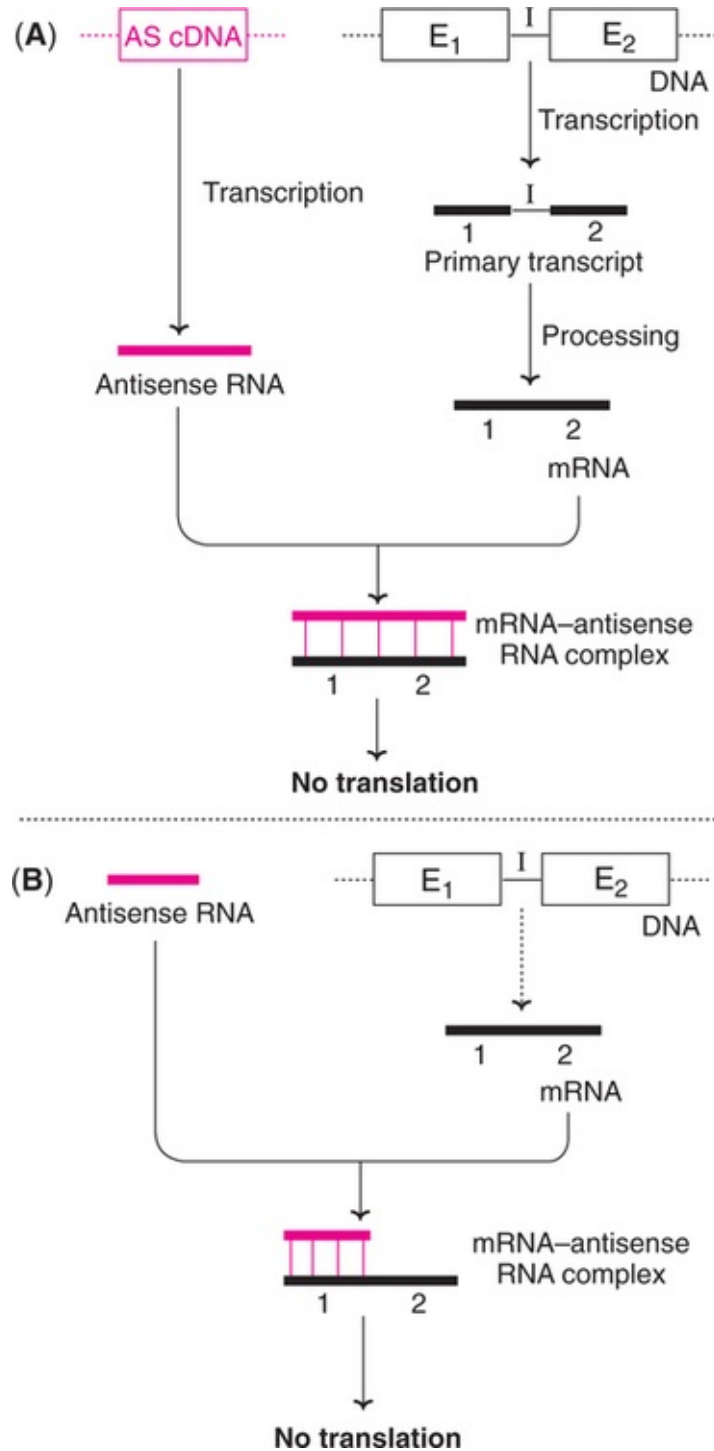 (A)
AS cDNA
E1 I E2
DNA
Transcription
Transcription
I
1 2
Primary transcript
Processing
Antisense RNA
1 2
mRNA
mRNA–antisense
RNA complex
1 2
No translation
(B)
Antisense RNA
E1 I E2
DNA
1 2
mRNA
mRNA–antisense
RNA complex
1 2
No translation